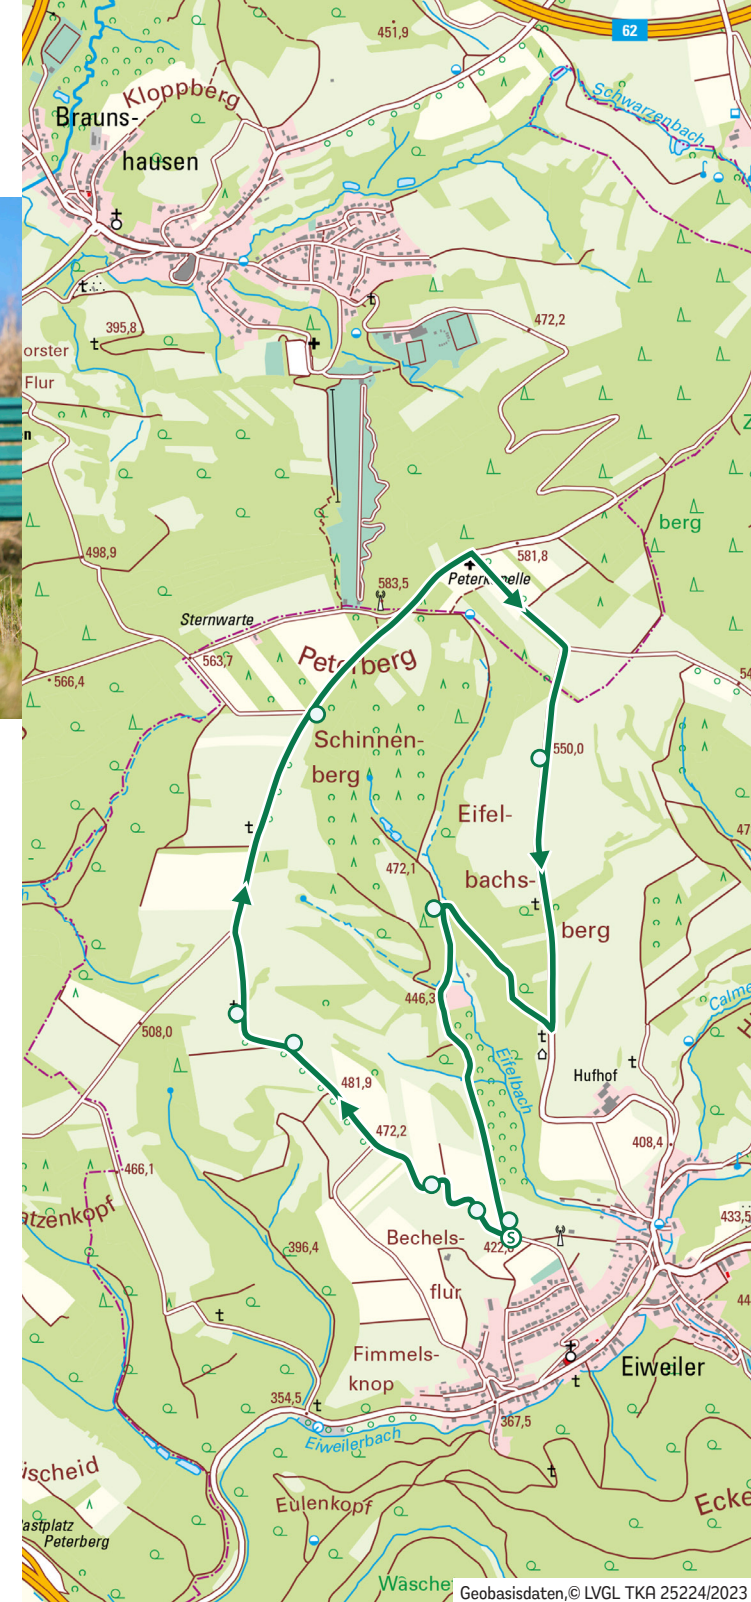 451,9
62
Kloppberg
Schwarzenbach
Brauns-
hausen
395,8
472,2
orster
Flur
n
Z
berg
498,9
581,8
Peterkapelle
583,5
Sternwarte
563,7
Peterberg
566,4
54
Schinnen-
berg
550,0
Eifel-
bachs-
berg
472,1
47
446,3
Calme
H
508,0
Eifelbach
Hufhof
481,9
472,2
408,4
466,1
atzenkopf
433,5
Bechels-
422,6
S
396,4
flur
44
Fimmels-
knop
Eiweiler
354,5
367,5
Eiweilerbach
ischeid
Eulenkopf
Ecke
astplatz
Peterberg
Wäsche
Geobasisdaten,© LVGL TKA 25224/2023